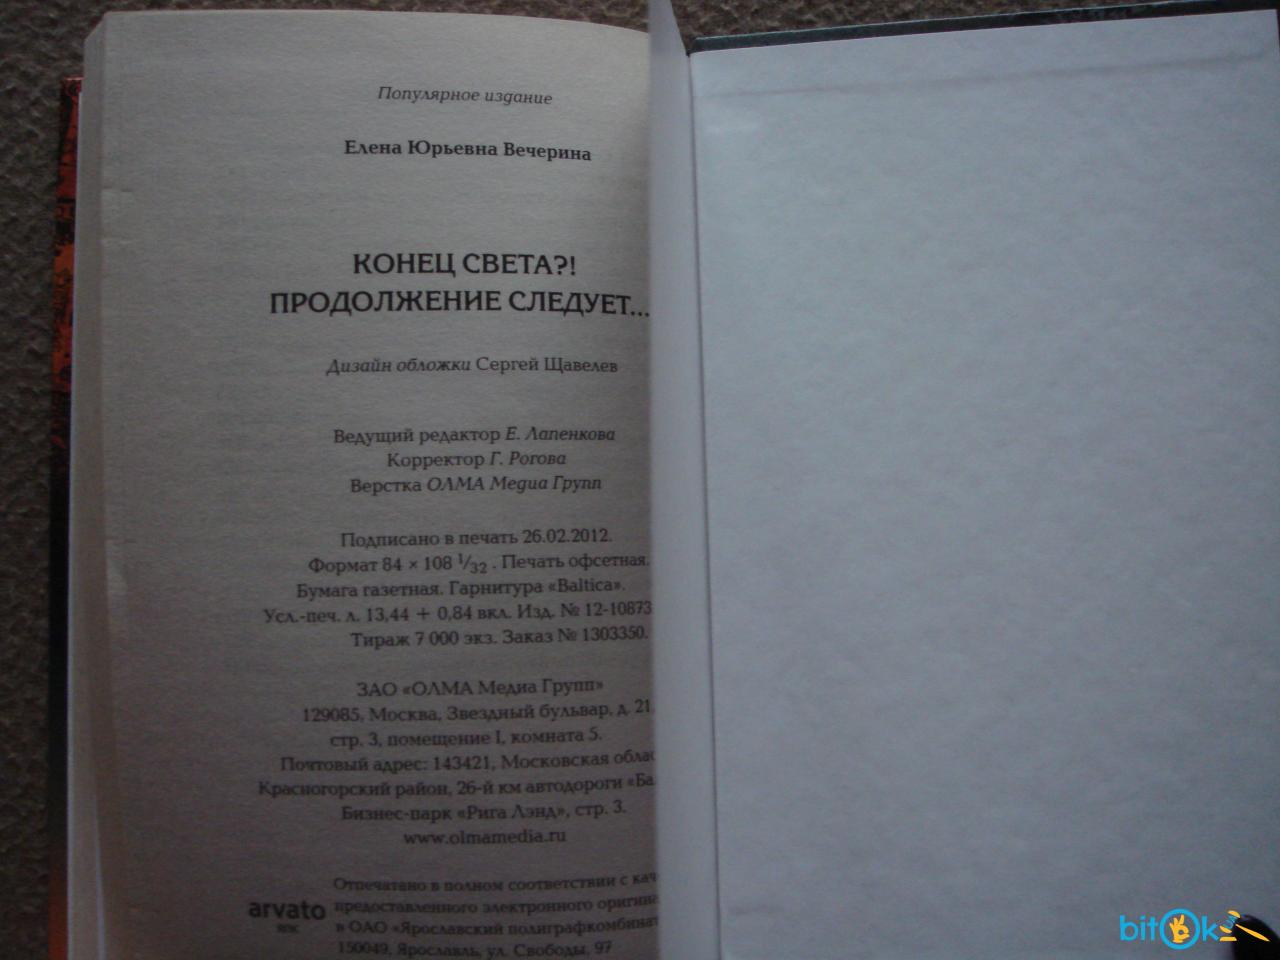 Популярное издание
Елена Юрьевна Вечерина
КОНЕЦ СВЕТА?!
ПРОДОЛЖЕНИЕ СЛЕДУЕТ...
Дизайн обложки Сергей Щавелев
Ведущий редактор Е. Лапенкова
Корректор Г. Рогова
Верстка ОЛМА Медиа Групп
Подписано в печать 26.02.2012.
Формат 84 × 108 1/32 . Печать офсетная.
Бумага газетная. Гарнитура «Baltica».
Усл.-печ. л. 13,44 + 0,84 вкл. Изд. № 12-10873
Тираж 7 000 экз. Заказ № 1303350.
ЗАО «ОЛМА Медиа Групп»
129085, Москва, Звездный бульвар, д. 21,
стр. 3, помещение I, комната 5.
Почтовый адрес: 143421, Московская
Красногорский район, 26-й км автодороги
Бизнес-парк «Рига Лэнд», стр. 3.
www.olmamedia.ru
Отпечатано в полном соответствии с
arvato предоставленного электронного
в ОАО «Ярославский полиграфкомбинат
150049, Ярославль, ул. Свободы, 97
bitOk